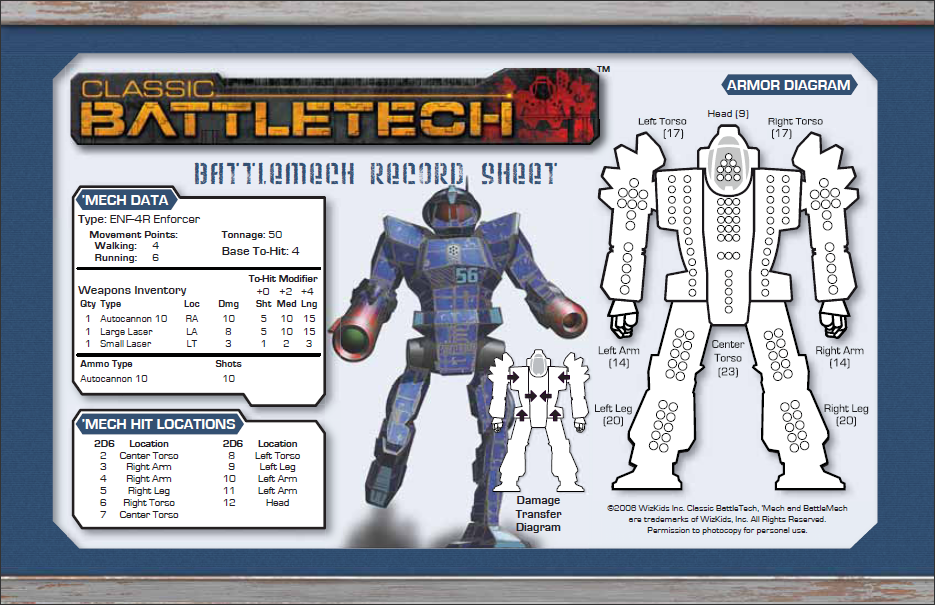 CLASSIC
BATTLETECH™
BATTLEMECH RECORD SHEET
'MECH DATA
Type: ENF-4R Enforcer
Movement Points: Tonnage: 50
Walking: 4 Base To-Hit: 4
Running: 6
To-Hit Modifier
Weapons Inventory +0 +2 +4
Qty Type Loc Dmg Sht Med Lng
1 Autocannon 10 RA 10 5 10 15
1 Large Laser LA 8 5 10 15
1 Small Laser LT 3 1 2 3
Ammo Type Shots
Autocannon 10 10
'MECH HIT LOCATIONS
2D6 Location 2D6 Location
2 Center Torso 8 Left Torso
3 Right Arm 9 Left Leg
4 Right Arm 10 Left Arm
5 Right Leg 11 Left Arm
6 Right Torso 12 Head
7 Center Torso
56
Damage
Transfer
Diagram
ARMOR DIAGRAM
Head (9)
Left Torso Right Torso
(17) (17)
Left Arm Center Right Arm
(14) Torso (14)
(23)
Left Leg Right Leg
(20) (20)
©2008 WizKids Inc. Classic BattleTech, 'Mech and BattleMech
are trademarks of WizKids, Inc. All Rights Reserved.
Permission to photocopy for personal use.